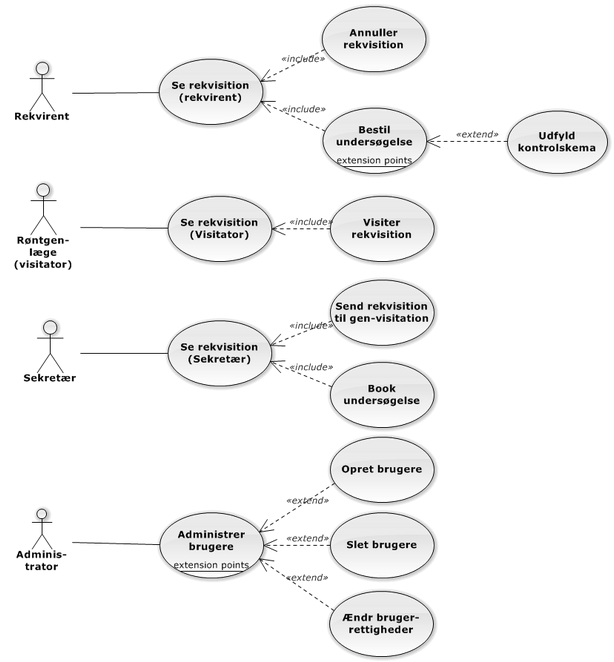 Annuller
rekvisition
«include»
Se rekvisition
(rekvirent)
Rekvirent
«include»
Bestil
undersøgelse
extension points
«extend»
Udfyld
kontrolskema
Røntgen-
læge
(visitator)
Se rekvisition
(Visitator)
«include»
Visiter
rekvisition
Send rekvisition
til gen-visitation
«include»
Se rekvisition
(Sekretær)
Sekretær
«include»
Book
undersøgelse
Opret brugere
«extend»
Administrer
brugere
extension points
Adminis-
trator
«extend»
Slet brugere
«extend»
Ændr bruger-
rettigheder